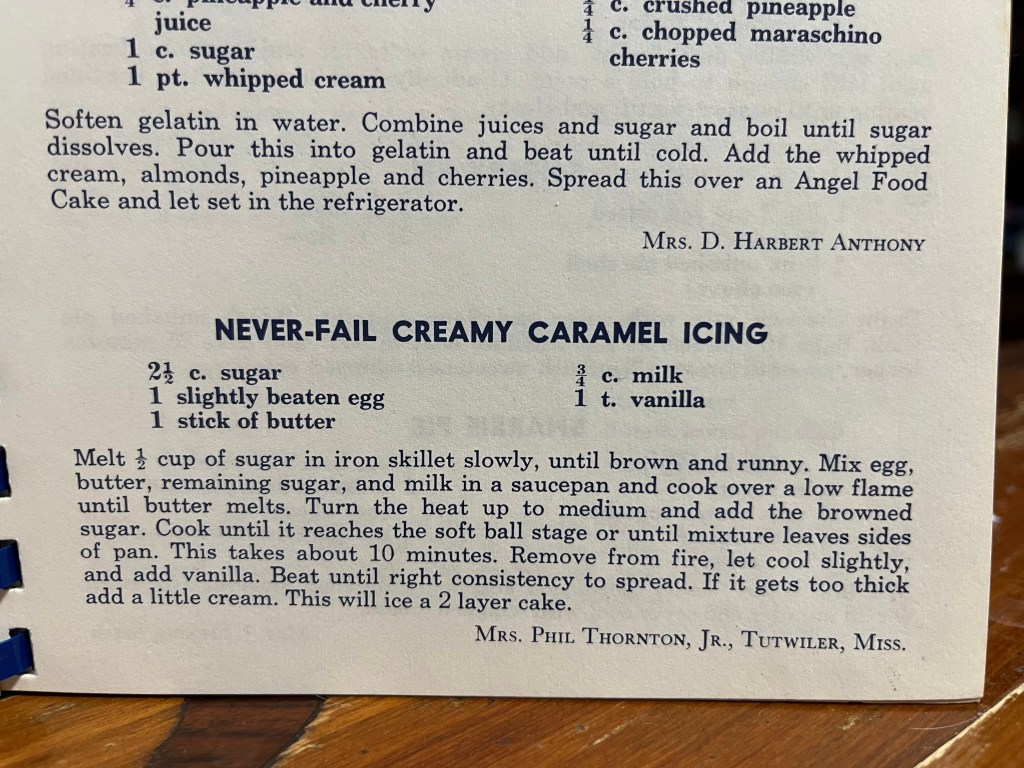 c. pineapple and cherry
juice
1 c. sugar
1 pt. whipped cream
¼ c. crushed pineapple
¼ c. chopped maraschino
cherries
Soften gelatin in water. Combine juices and sugar and boil until sugar
dissolves. Pour this into gelatin and beat until cold. Add the whipped
cream, almonds, pineapple and cherries. Spread this over an Angel Food
Cake and let set in the refrigerator.
Mrs. D. Harbert Anthony
NEVER-FAIL CREAMY CARAMEL ICING
2½ c. sugar
1 slightly beaten egg
1 stick of butter
¾ c. milk
1 t. vanilla
Melt ½ cup of sugar in iron skillet slowly, until brown and runny. Mix egg,
butter, remaining sugar, and milk in a saucepan and cook over a low flame
until butter melts. Turn the heat up to medium and add the browned
sugar. Cook until it reaches the soft ball stage or until mixture leaves sides
of pan. This takes about 10 minutes. Remove from fire, let cool slightly,
and add vanilla. Beat until right consistency to spread. If it gets too thick
add a little cream. This will ice a 2 layer cake.
Mrs. Phil Thornton, Jr., Tutwiler, Miss.